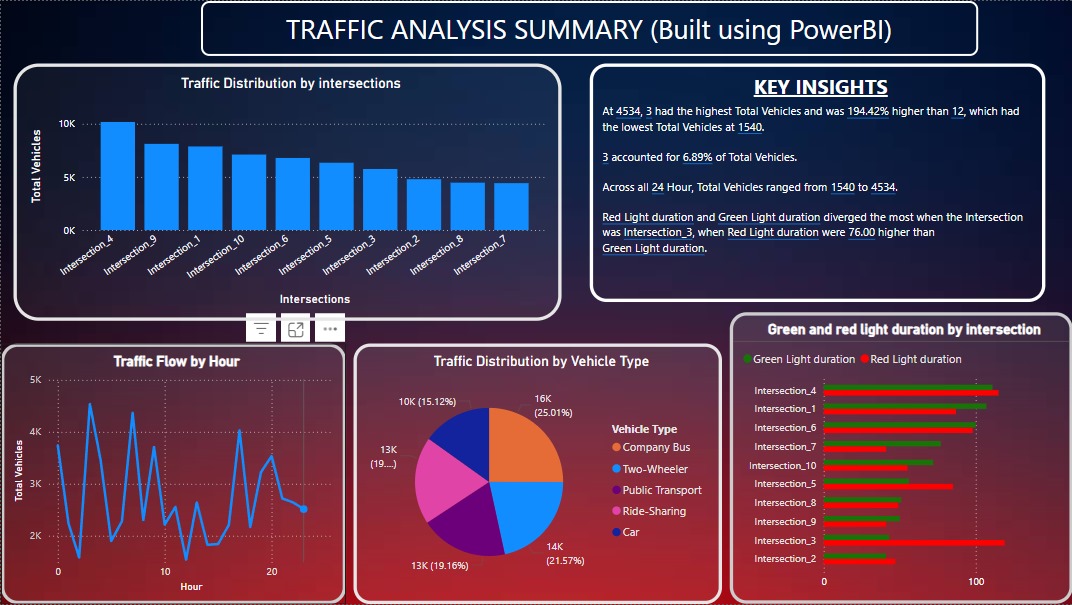 TRAFFIC ANALYSIS SUMMARY (Built using PowerBI)
Traffic Distribution by intersections
Total Vehicles
10K
5K
0K
Intersection_4
Intersection_9
Intersection_1
Intersection_10
Intersection_6
Intersection_5
Intersection_3
Intersection_2
Intersection_8
Intersection_7
Intersections
KEY INSIGHTS
At 4534, 3 had the highest Total Vehicles and was 194.42% higher than 12, which had
the lowest Total Vehicles at 1540.
3 accounted for 6.89% of Total Vehicles.
Across all 24 Hour, Total Vehicles ranged from 1540 to 4534.
Red Light duration and Green Light duration diverged the most when the Intersection
was Intersection_3, when Red Light duration were 76.00 higher than
Green Light duration.
Traffic Flow by Hour
Total Vehicles
5K
4K
3K
2K
0
10
20
Hour
Traffic Distribution by Vehicle Type
10K (15.12%)
16K
(25.01%)
13K
(19....)
13K (19.16%)
14K
(21.57%)
Vehicle Type
Company Bus
Two-Wheeler
Public Transport
Ride-Sharing
Car
Green and red light duration by intersection
Green Light duration Red Light duration
Intersection_4
Intersection_1
Intersection_6
Intersection_7
Intersection_10
Intersection_5
Intersection_8
Intersection_9
Intersection_3
Intersection_2
0
100